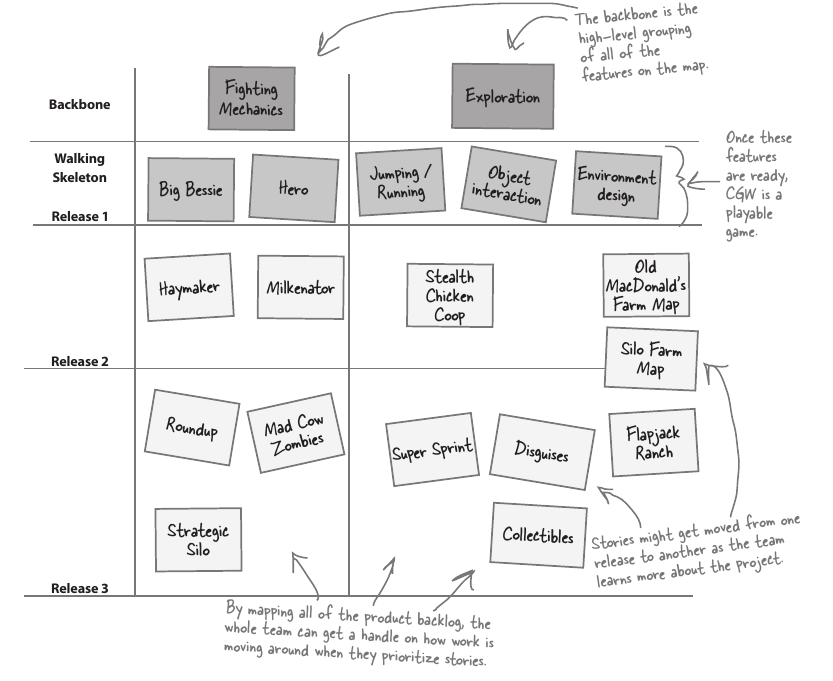 The backbone is the
high-level grouping
of all of the
features on the map.
Backbone
Fighting
Mechanics
Exploration
Walking
Skeleton
Release 1
Big Bessie
Hero
Jumping /
Running
Object
interaction
Environment
design
Once these
features
are ready,
CGW is a
playable
game.
Haymaker
Milkenator
Stealth
Chicken
Coop
Old
MacDonald's
Farm Map
Silo Farm
Map
Release 2
Roundup
Mad Cow
Zombies
Super Sprint
Disguises
Flapjack
Ranch
Strategic
Silo
Collectibles
Stories might get moved from one
release to another as the team
learns more about the project.
Release 3
By mapping all of the product backlog, the
whole team can get a handle on how work is
moving around when they prioritize stories.